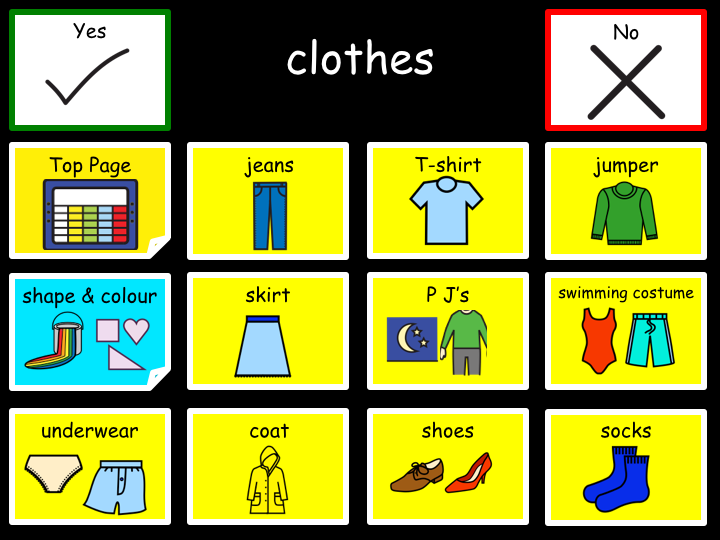 Yes
clothes
No
Top Page
jeans
T-shirt
jumper
shape & colour
skirt
P J's
swimming costume
underwear
coat
shoes
socks